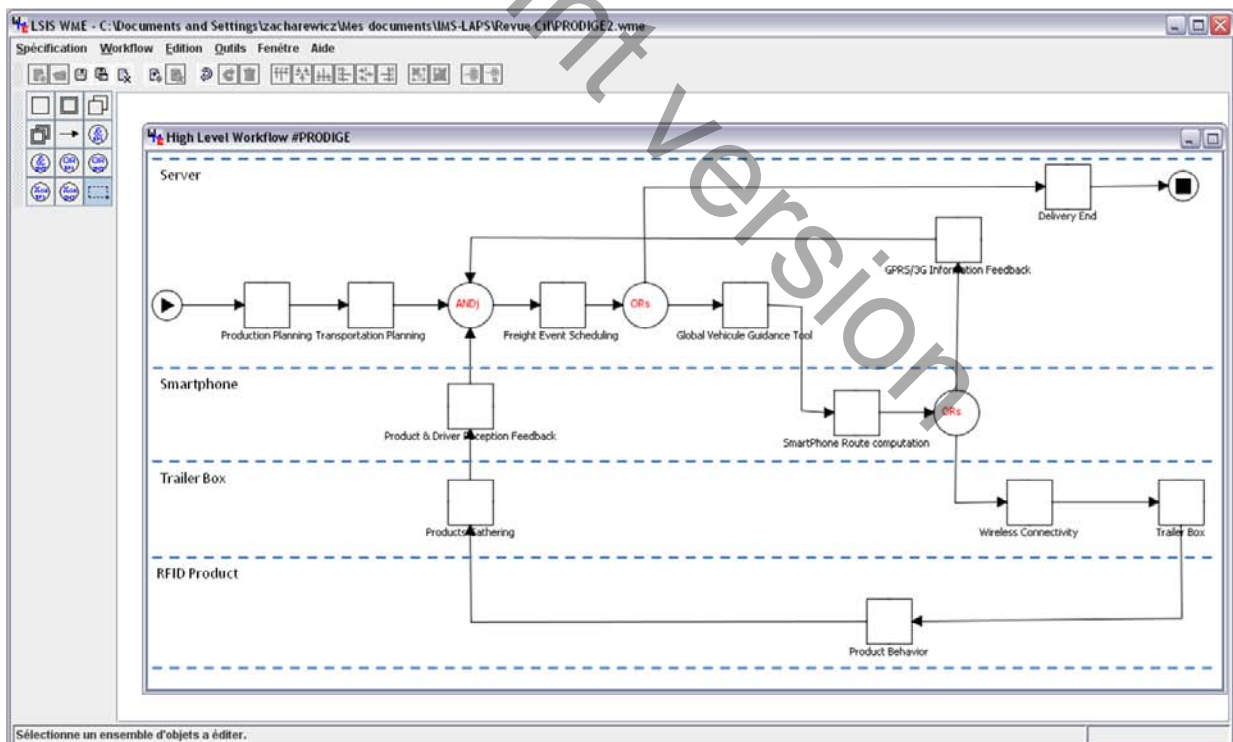 LSIS WME - C:\Documents and Settings\zacharewicz\Mes documents\IMS-LAPS\Revue CII\PRODIGE2.wme
Spécification Workflow Edition Outils Fenêtre Aide
High Level Workflow #PRODIGE
Server
Delivery End
GPRS/3G Information Feedback
ANDj
ORs
Production Planning
Transportation Planning
Freight Event Scheduling
Global Vehicule Guidance Tool
Smartphone
ORs
Product & Driver Reception Feedback
SmartPhone Route computation
Trailer Box
Products Gathering
Wireless Connectivity
Trailer Box
RFID Product
Product Behavior
Sélectionne un ensemble d'objets a éditer.
nt version